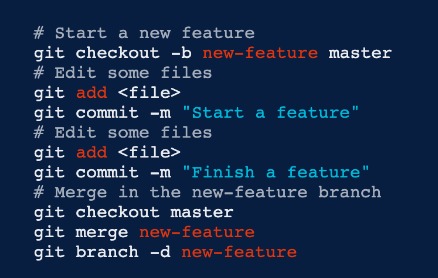 # Start a new feature
git checkout -b new-feature master
# Edit some files
git add <file>
git commit -m "Start a feature"
# Edit some files
git add <file>
git commit -m "Finish a feature"
# Merge in the new-feature branch
git checkout master
git merge new-feature
git branch -d new-feature